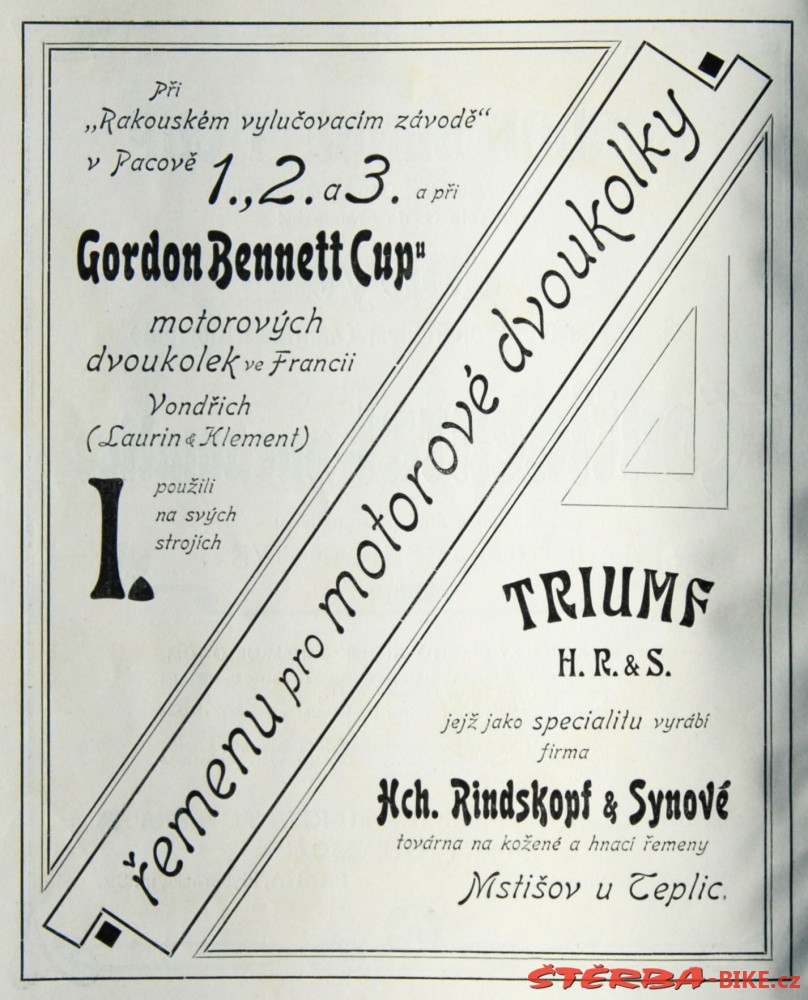 Při
„Rakouském vylučovacím závodě“
v Pacově 1., 2. a 3. a při
Gordon Bennett Cup"
motorových
dvoukolek ve Francii
Vondřich
(Laurin & Klement)
I. použili
na svých
strojích
řemenu pro motorové dvoukolky
TRIUMF
H. R. & S.
jejž jako specialitu vyrábí
firma
Hch. Rindskopf & Synové
továrna na kožené a hnací řemeny
Mstišov u Teplic.
ŠTĚRBA-BIKE.cz